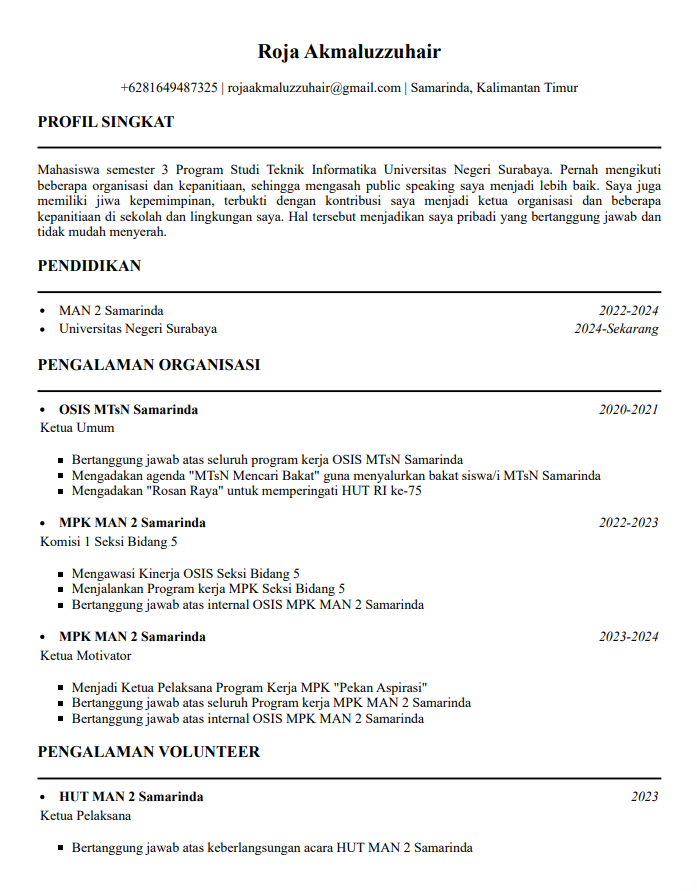 Roja Akmaluzzuhair
+6281649487325 | rojaakmaluzzuhair@gmail.com | Samarinda, Kalimantan Timur
PROFIL SINGKAT
Mahasiswa semester 3 Program Studi Teknik Informatika Universitas Negeri Surabaya. Pernah mengikuti
beberapa organisasi dan kepanitiaan, sehingga mengasah public speaking saya menjadi lebih baik. Saya juga
memiliki jiwa kepemimpinan, terbukti dengan kontribusi saya menjadi ketua organisasi dan beberapa
kepanitiaan di sekolah dan lingkungan saya. Hal tersebut menjadikan saya pribadi yang bertanggung jawab dan
tidak mudah menyerah.
PENDIDIKAN
• MAN 2 Samarinda 2022-2024
• Universitas Negeri Surabaya 2024-Sekarang
PENGALAMAN ORGANISASI
• OSIS MTsN Samarinda 2020-2021
Ketua Umum
▪ Bertanggung jawab atas seluruh program kerja OSIS MTsN Samarinda
▪ Mengadakan agenda "MTsN Mencari Bakat" guna menyalurkan bakat siswa/i MTsN Samarinda
▪ Mengadakan "Rosan Raya" untuk memperingati HUT RI ke-75
• MPK MAN 2 Samarinda 2022-2023
Komisi 1 Seksi Bidang 5
▪ Mengawasi Kinerja OSIS Seksi Bidang 5
▪ Menjalankan Program kerja MPK Seksi Bidang 5
▪ Bertanggung jawab atas internal OSIS MPK MAN 2 Samarinda
• MPK MAN 2 Samarinda 2023-2024
Ketua Motivator
▪ Menjadi Ketua Pelaksana Program Kerja MPK "Pekan Aspirasi"
▪ Bertanggung jawab atas seluruh Program kerja MPK MAN 2 Samarinda
▪ Bertanggung jawab atas internal OSIS MPK MAN 2 Samarinda
PENGALAMAN VOLUNTEER
• HUT MAN 2 Samarinda 2023
Ketua Pelaksana
▪ Bertanggung jawab atas keberlangsungan acara HUT MAN 2 Samarinda